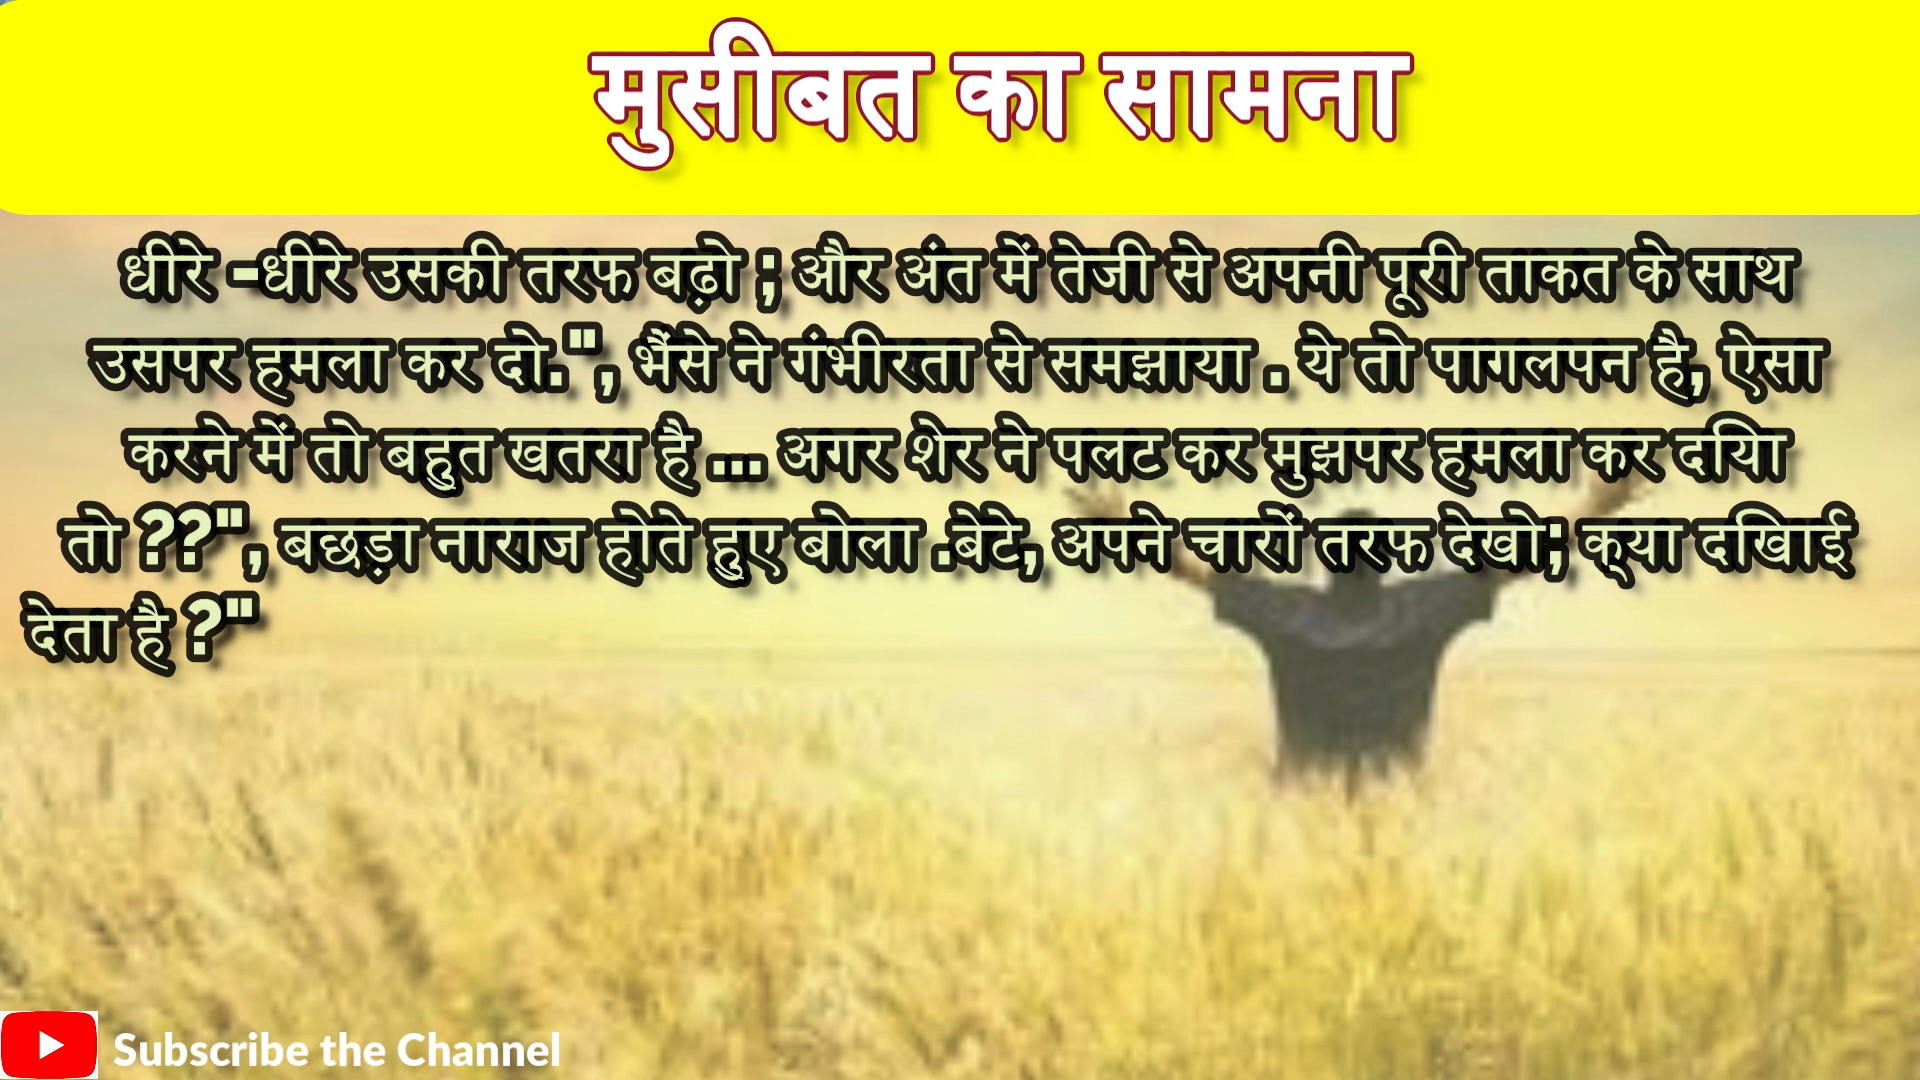 मुसीबत का सामना
धीरे -धीरे उसकी तरफ बढ़ो ; और अंत में तेजी से अपनी पूरी ताकत के साथ
उसपर हमला कर दो.", भैंसे ने गंभीरता से समझाया . ये तो पागलपन है, ऐसा
करने में तो बहुत खतरा है ... अगर शेर ने पलट कर मुझपर हमला कर दिया
तो ??", बछड़ा नाराज होते हुए बोला .बेटे, अपने चारों तरफ देखो; क्या दिखाई
देता है ?"
Subscribe the Channel